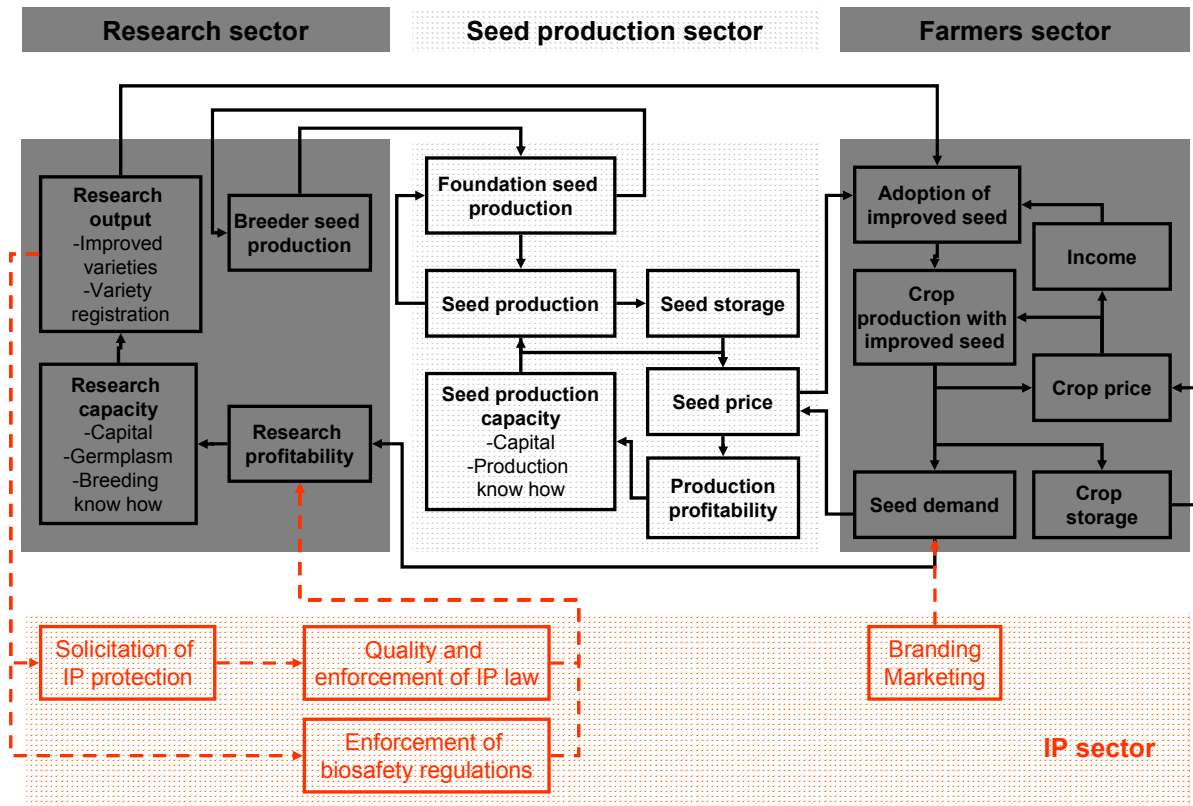 Research sector
Seed production sector
Farmers sector
Research
output
-Improved
varieties
-Variety
registration
Breeder seed
production
Research
capacity
-Capital
-Germplasm
-Breeding
know how
Research
profitability
Foundation seed
production
Seed production
Seed storage
Seed production
capacity
-Capital
-Production
know how
Seed price
Production
profitability
Adoption of
improved seed
Income
Crop
production with
improved seed
Crop price
Seed demand
Crop
storage
Solicitation of
IP protection
Quality and
enforcement of IP law
Enforcement of
biosafety regulations
Branding
Marketing
IP sector